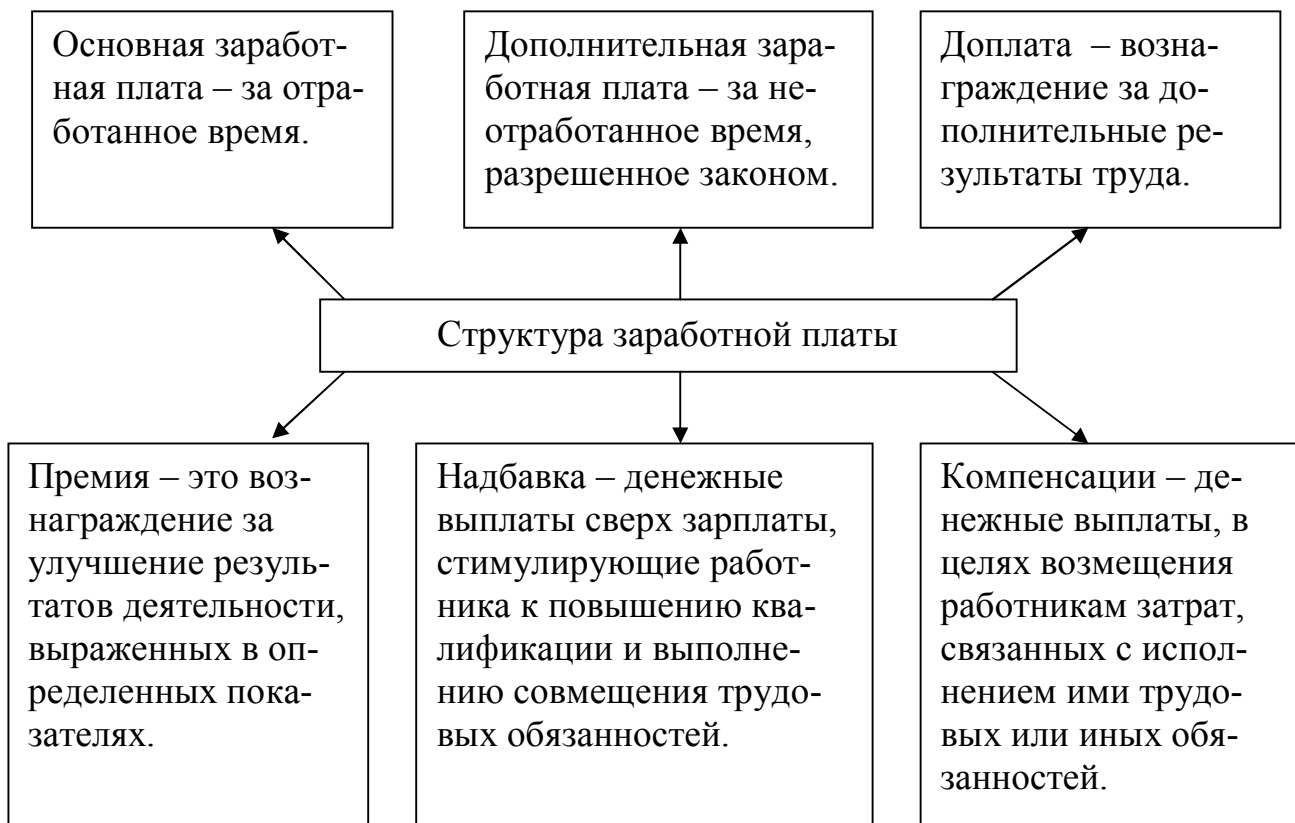 Основная заработ-
ная плата – за отра-
ботанное время.
Дополнительная зара-
ботная плата – за не-
отработанное время,
разрешенное законом.
Доплата – возна-
граждение за до-
полнительные ре-
зультаты труда.
Структура заработной платы
Премия – это воз-
награждение за
улучшение резуль-
татов деятельности,
выраженных в оп-
ределенных пока-
зателях.
Надбавка – денежные
выплаты сверх зарплаты,
стимулирующие работ-
ника к повышению ква-
лификации и выполне-
нию совмещения трудо-
вых обязанностей.
Компенсации – де-
нежные выплаты, в
целях возмещения
работникам затрат,
связанных с испол-
нением ими трудо-
вых или иных обя-
занностей.